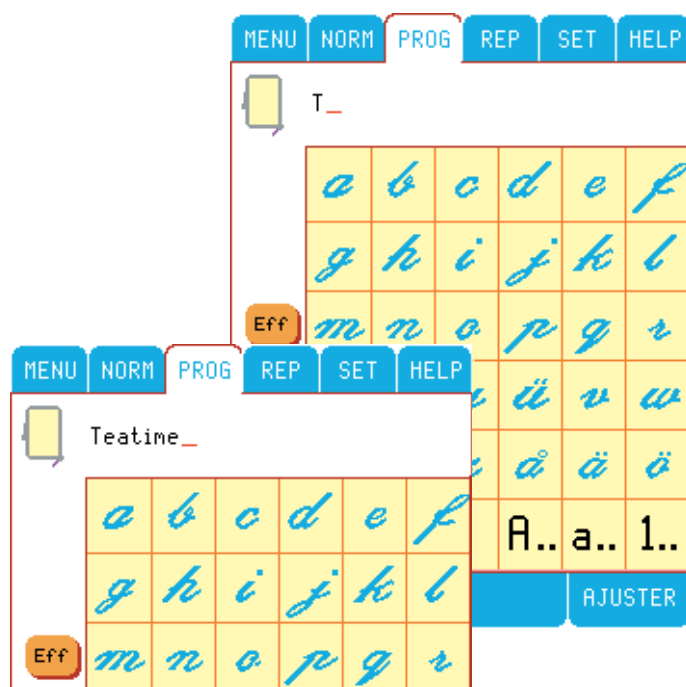 MENU NORM PROG REP SET HELP
T_
a b c d e f
g h i j k l
Eff m n o p q r
ü v w
å ä ö
A.. a.. 1..
AJUSTER
MENU NORM PROG REP SET HELP
Teatime_
a b c d e f
g h i j k l
Eff m n o p q r